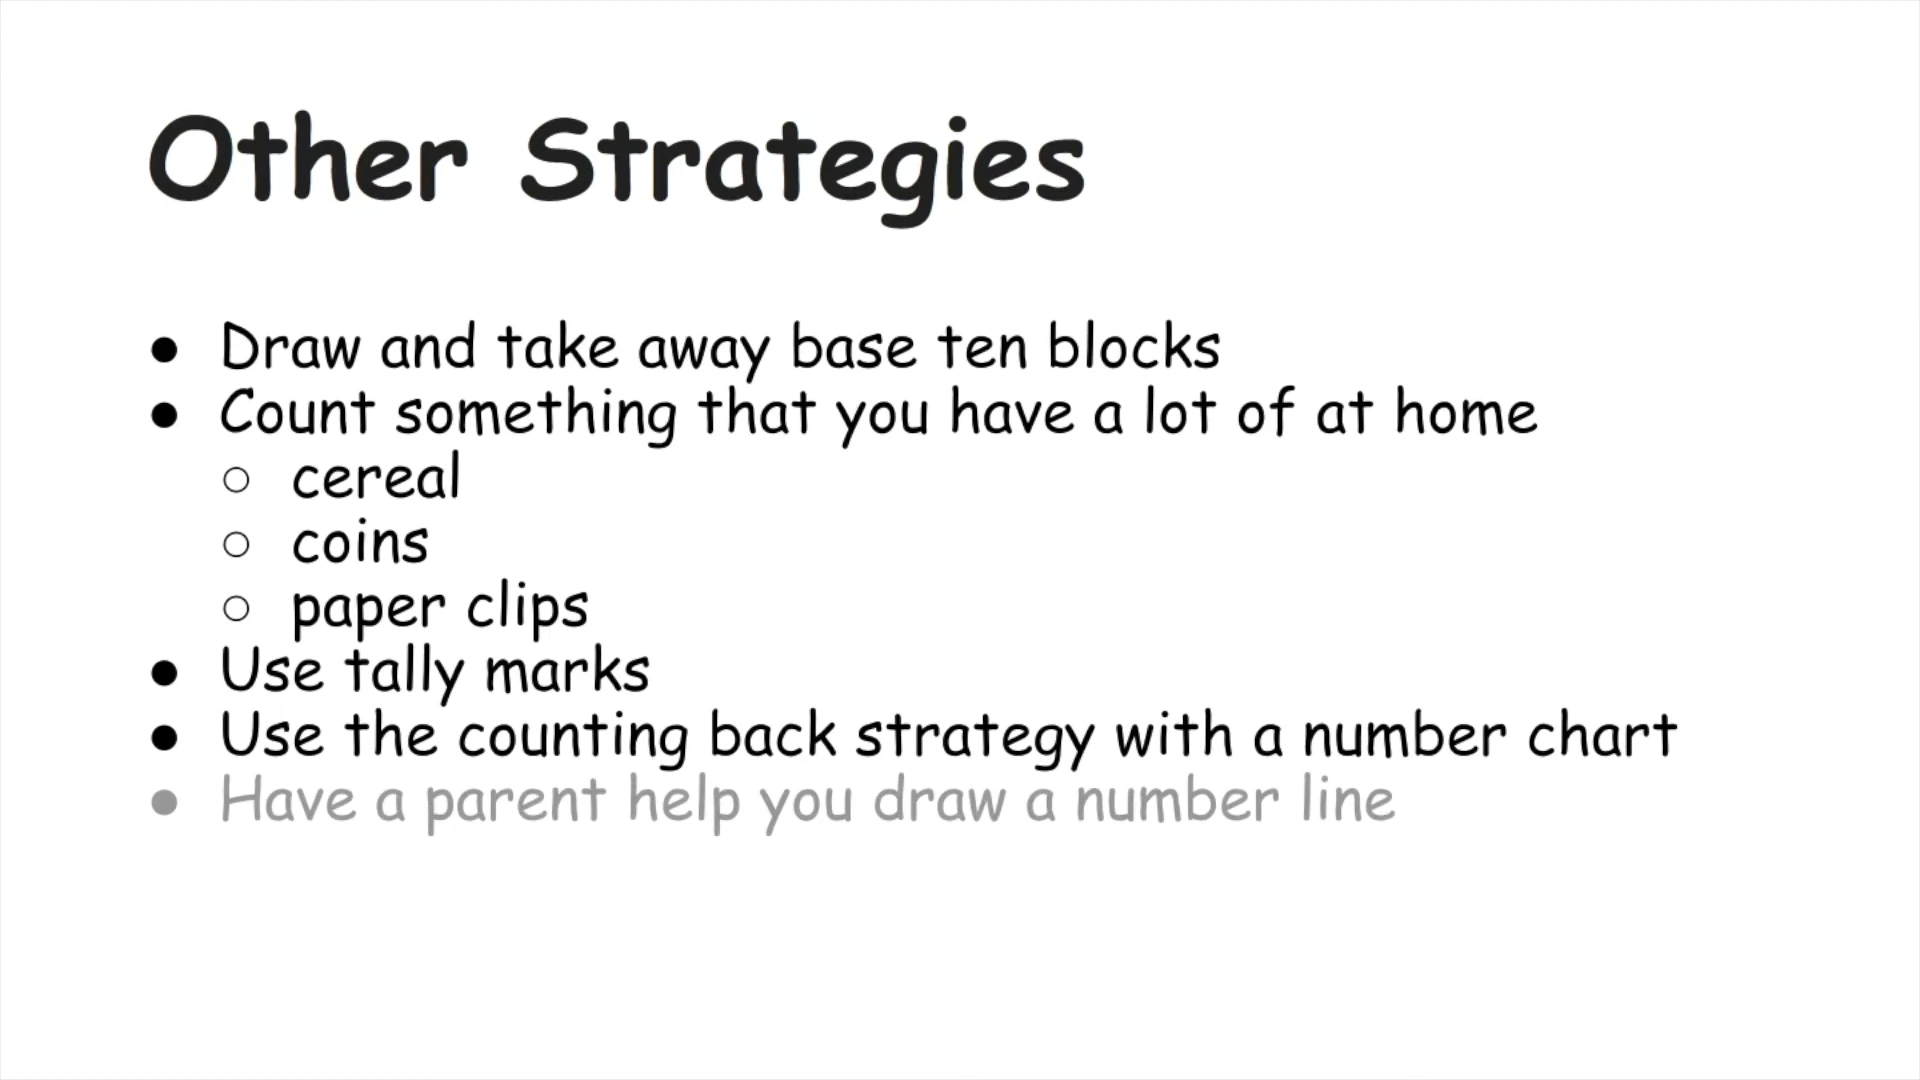 Other Strategies
● Draw and take away base ten blocks
● Count something that you have a lot of at home
○ cereal
○ coins
○ paper clips
● Use tally marks
● Use the counting back strategy with a number chart
● Have a parent help you draw a number line